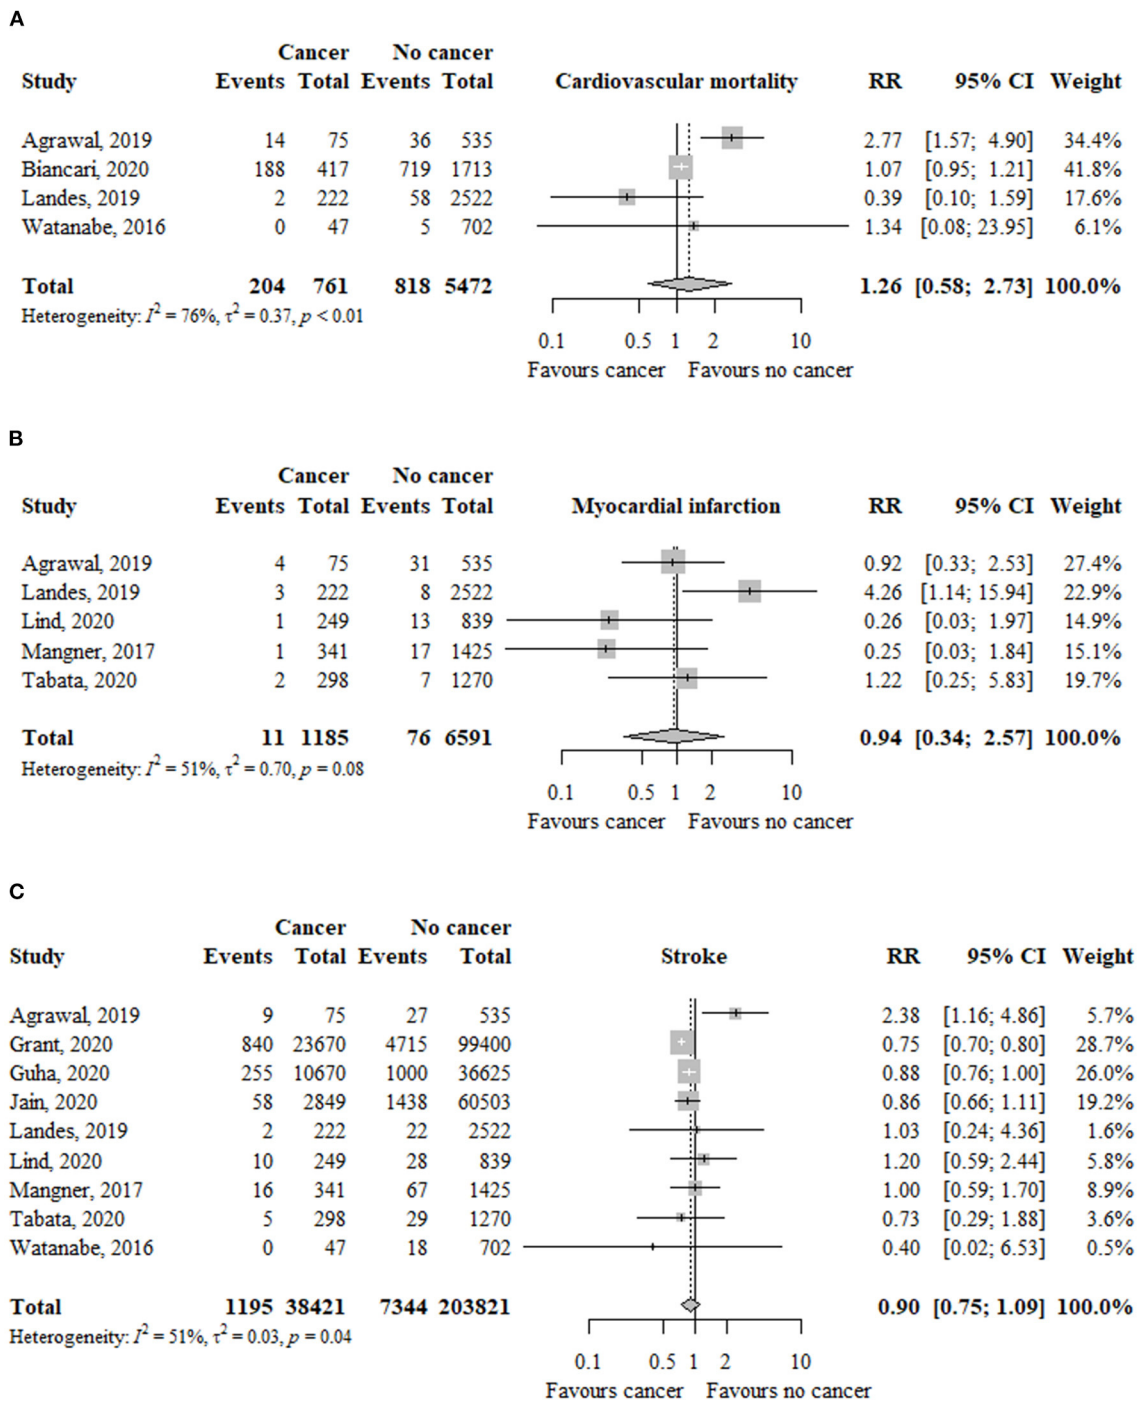 A
Cancer No cancer
Study Events Total Events Total Cardiovascular mortality RR 95% CI Weight
Agrawal, 2019 14 75 36 535 2.77 [1.57; 4.90] 34.4%
Biancari, 2020 188 417 719 1713 1.07 [0.95; 1.21] 41.8%
Landes, 2019 2 222 58 2522 0.39 [0.10; 1.59] 17.6%
Watanabe, 2016 0 47 5 702 1.34 [0.08; 23.95] 6.1%
Total 204 761 818 5472 1.26 [0.58; 2.73] 100.0%
Heterogeneity: I² = 76%, τ² = 0.37, p < 0.01
0.1 0.5 1 2 10
Favours cancer Favours no cancer
B
Cancer No cancer
Study Events Total Events Total Myocardial infarction RR 95% CI Weight
Agrawal, 2019 4 75 31 535 0.92 [0.33; 2.53] 27.4%
Landes, 2019 3 222 8 2522 4.26 [1.14; 15.94] 22.9%
Lind, 2020 1 249 13 839 0.26 [0.03; 1.97] 14.9%
Mangner, 2017 1 341 17 1425 0.25 [0.03; 1.84] 15.1%
Tabata, 2020 2 298 7 1270 1.22 [0.25; 5.83] 19.7%
Total 11 1185 76 6591 0.94 [0.34; 2.57] 100.0%
Heterogeneity: I² = 51%, τ² = 0.70, p = 0.08
0.1 0.5 1 2 10
Favours cancer Favours no cancer
C
Cancer No cancer
Study Events Total Events Total Stroke RR 95% CI Weight
Agrawal, 2019 9 75 27 535 2.38 [1.16; 4.86] 5.7%
Grant, 2020 840 23670 4715 99400 0.75 [0.70; 0.80] 28.7%
Guha, 2020 255 10670 1000 36625 0.88 [0.76; 1.00] 26.0%
Jain, 2020 58 2849 1438 60503 0.86 [0.66; 1.11] 19.2%
Landes, 2019 2 222 22 2522 1.03 [0.24; 4.36] 1.6%
Lind, 2020 10 249 28 839 1.20 [0.59; 2.44] 5.8%
Mangner, 2017 16 341 67 1425 1.00 [0.59; 1.70] 8.9%
Tabata, 2020 5 298 29 1270 0.73 [0.29; 1.88] 3.6%
Watanabe, 2016 0 47 18 702 0.40 [0.02; 6.53] 0.5%
Total 1195 38421 7344 203821 0.90 [0.75; 1.09] 100.0%
Heterogeneity: I² = 51%, τ² = 0.03, p = 0.04
0.1 0.5 1 2 10
Favours cancer Favours no cancer